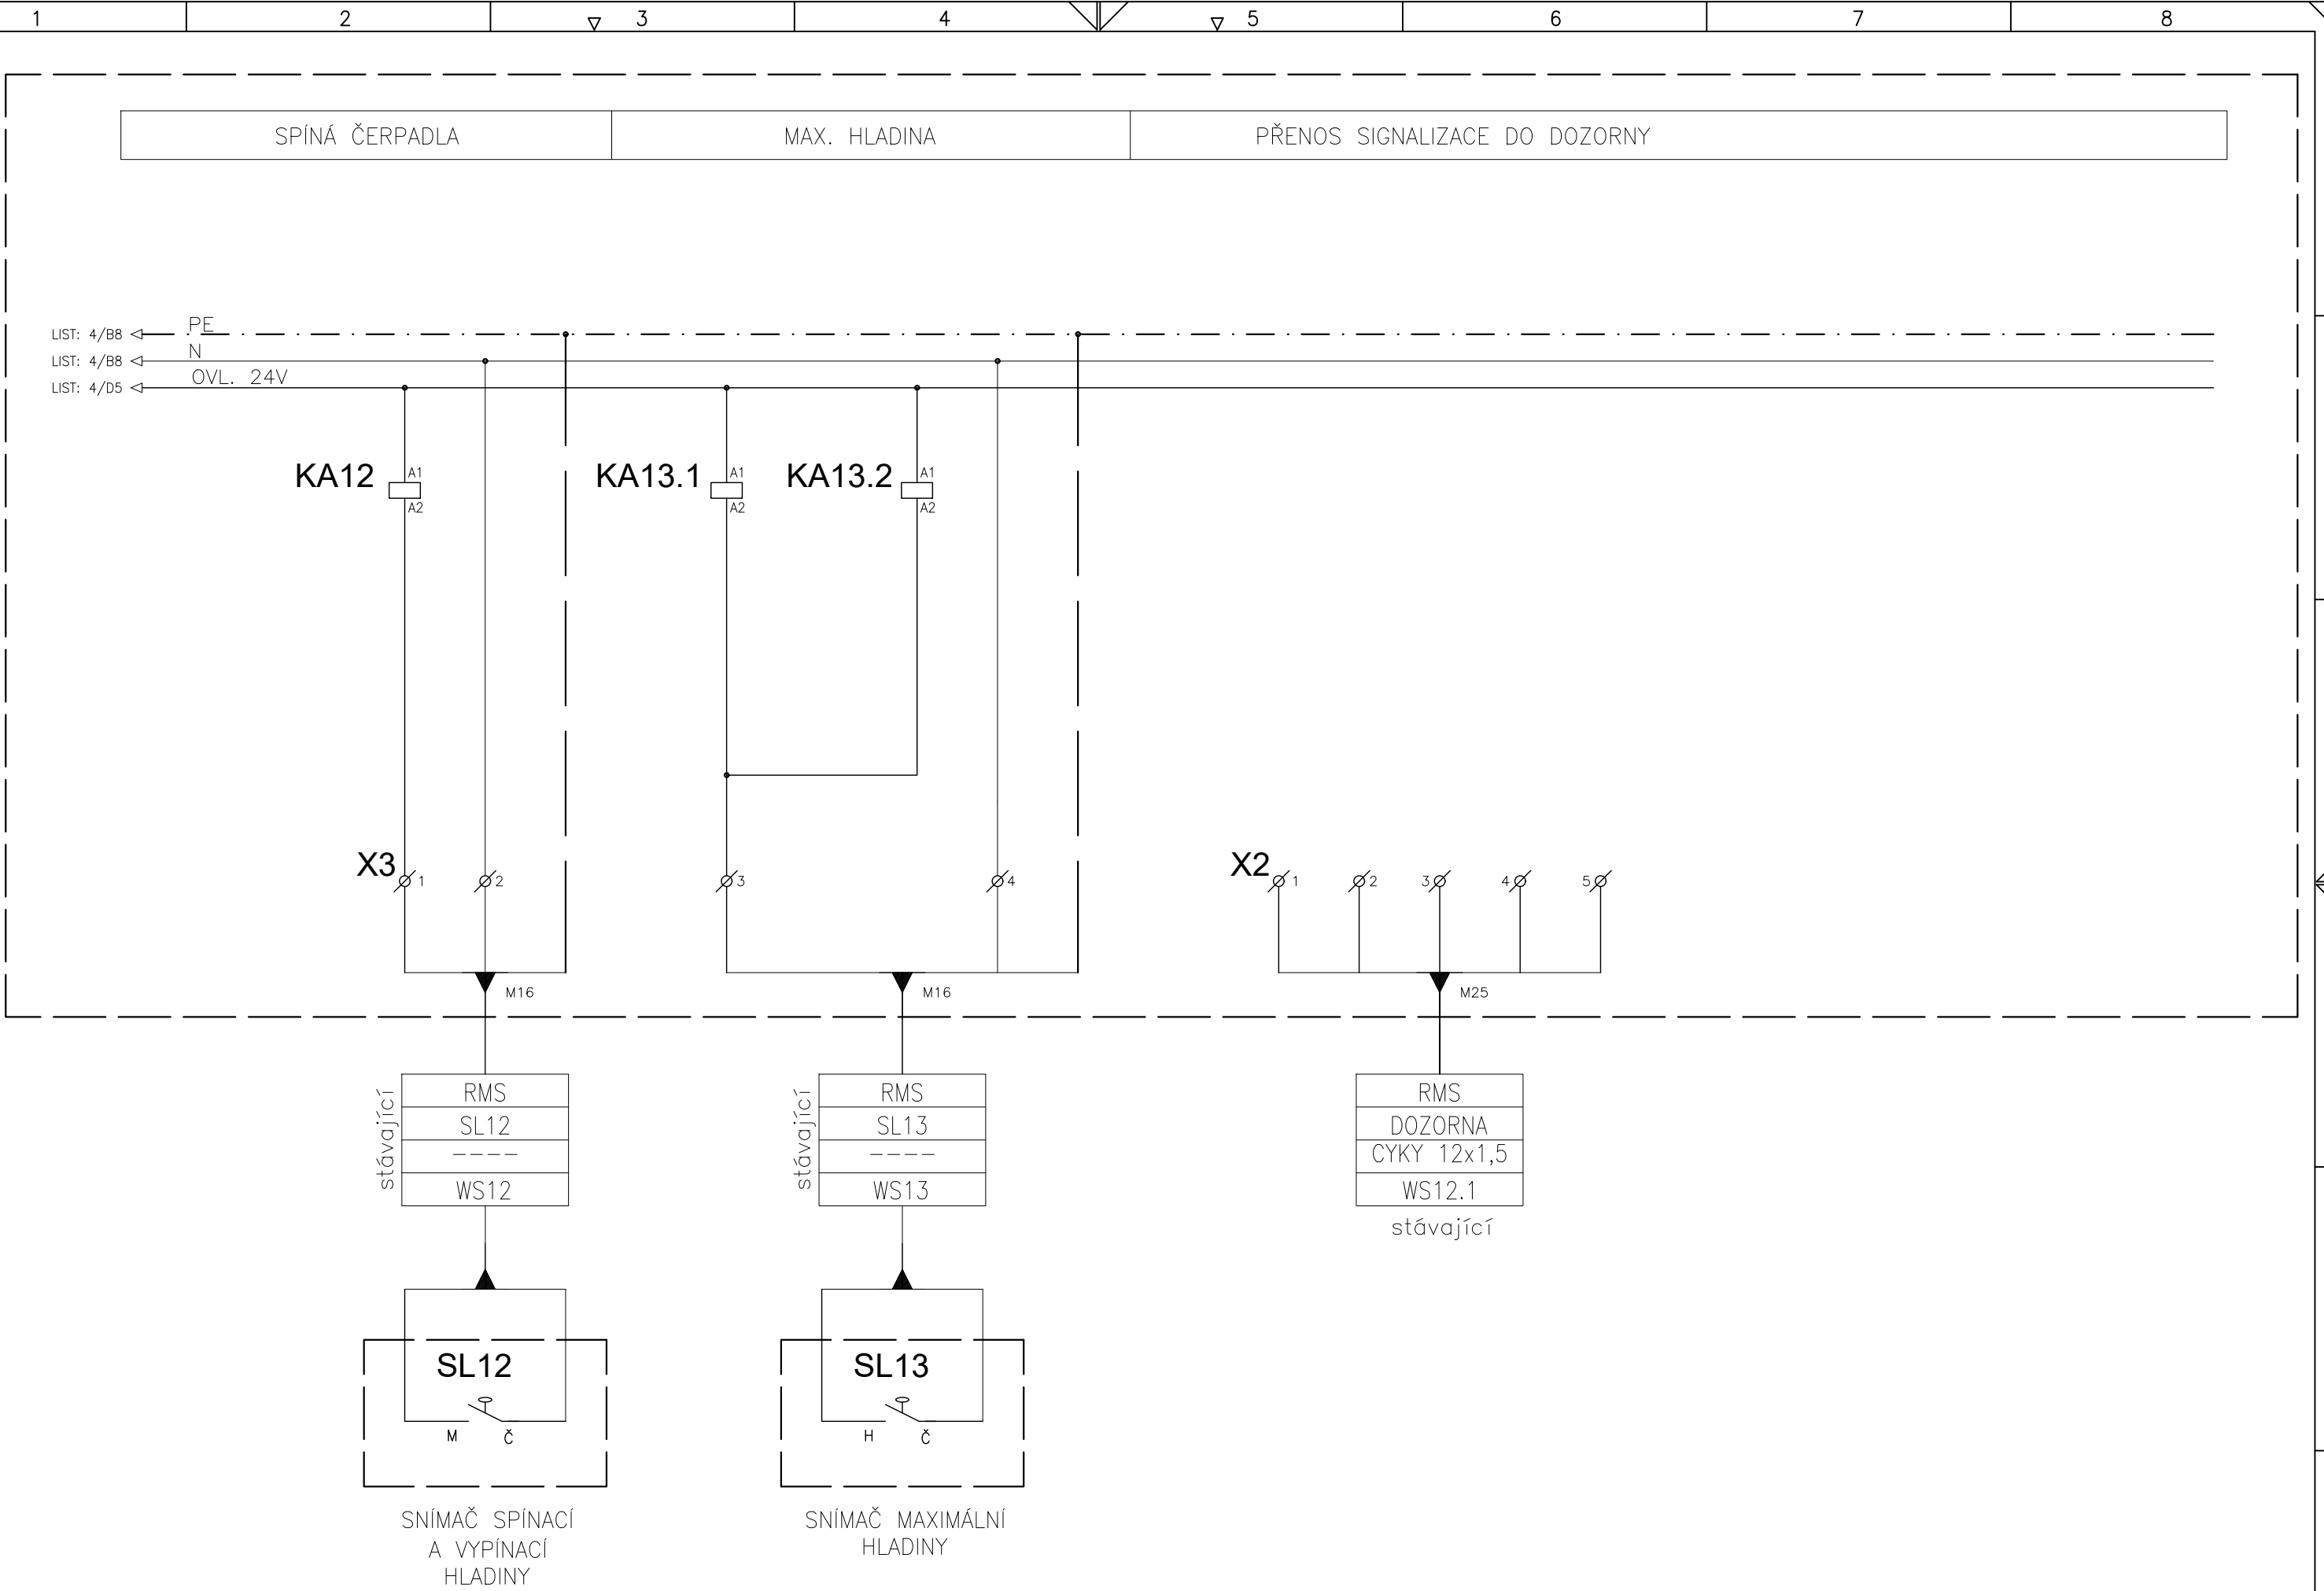 1 2 3 4 5 6 7 8
SPÍNÁ ČERPADLA MAX. HLADINA PŘENOS SIGNALIZACE DO DOZORNY
LIST: 4/B8 PE
LIST: 4/B8 N
LIST: 4/D5 OVL. 24V
KA12 A1 KA13.1 A1 KA13.2 A1
A2 A2 A2
X3 1 2 3 4 X2 1 2 3 4 5
M16 M16 M25
stávající RMS stávající RMS RMS
SL12 SL13 DOZORNA
---- ---- CYKY 12x1,5
WS12 WS13 WS12.1
stávající
SL12 SL13
M Č H Č
SNÍMAČ SPÍNACÍ SNÍMAČ MAXIMÁLNÍ
A VYPÍNACÍ HLADINY
HLADINY